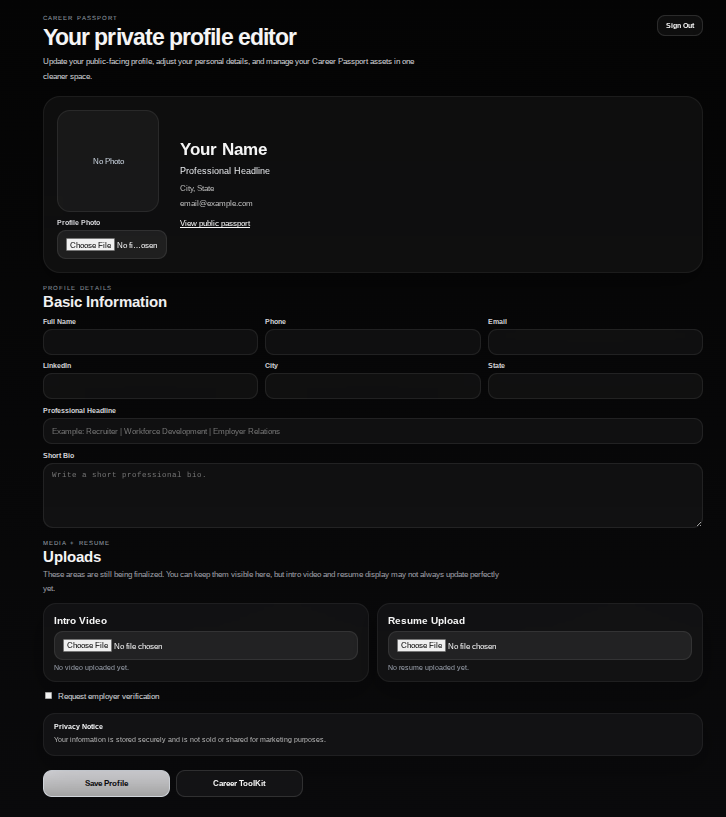 CAREER PASSPORT
Your private profile editor
Sign Out
Update your public-facing profile, adjust your personal details, and manage your Career Passport assets in one
cleaner space.
No Photo
Your Name
Professional Headline
City, State
email@example.com
View public passport
Profile Photo
Choose File No fi...osen
PROFILE DETAILS
Basic Information
Full Name Phone Email
LinkedIn City State
Professional Headline
Example: Recruiter | Workforce Development | Employer Relations
Short Bio
Write a short professional bio.
MEDIA + RESUME
Uploads
These areas are still being finalized. You can keep them visible here, but intro video and resume display may not always update perfectly
yet.
Intro Video
Choose File No file chosen
No video uploaded yet.
Resume Upload
Choose File No file chosen
No resume uploaded yet.
Request employer verification
Privacy Notice
Your information is stored securely and is not sold or shared for marketing purposes.
Save Profile
Career ToolKit